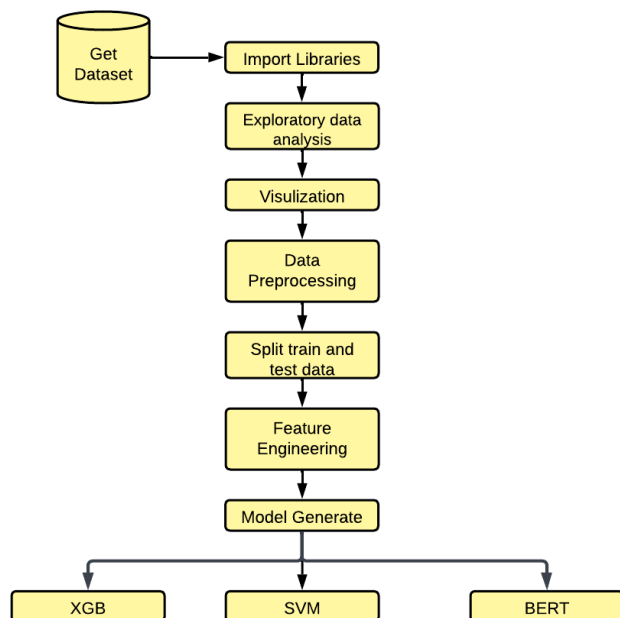 Get
Dataset
Import Libraries
Exploratory data
analysis
Visulization
Data
Preprocessing
Split train and
test data
Feature
Engineering
Model Generate
XGB
SVM
BERT